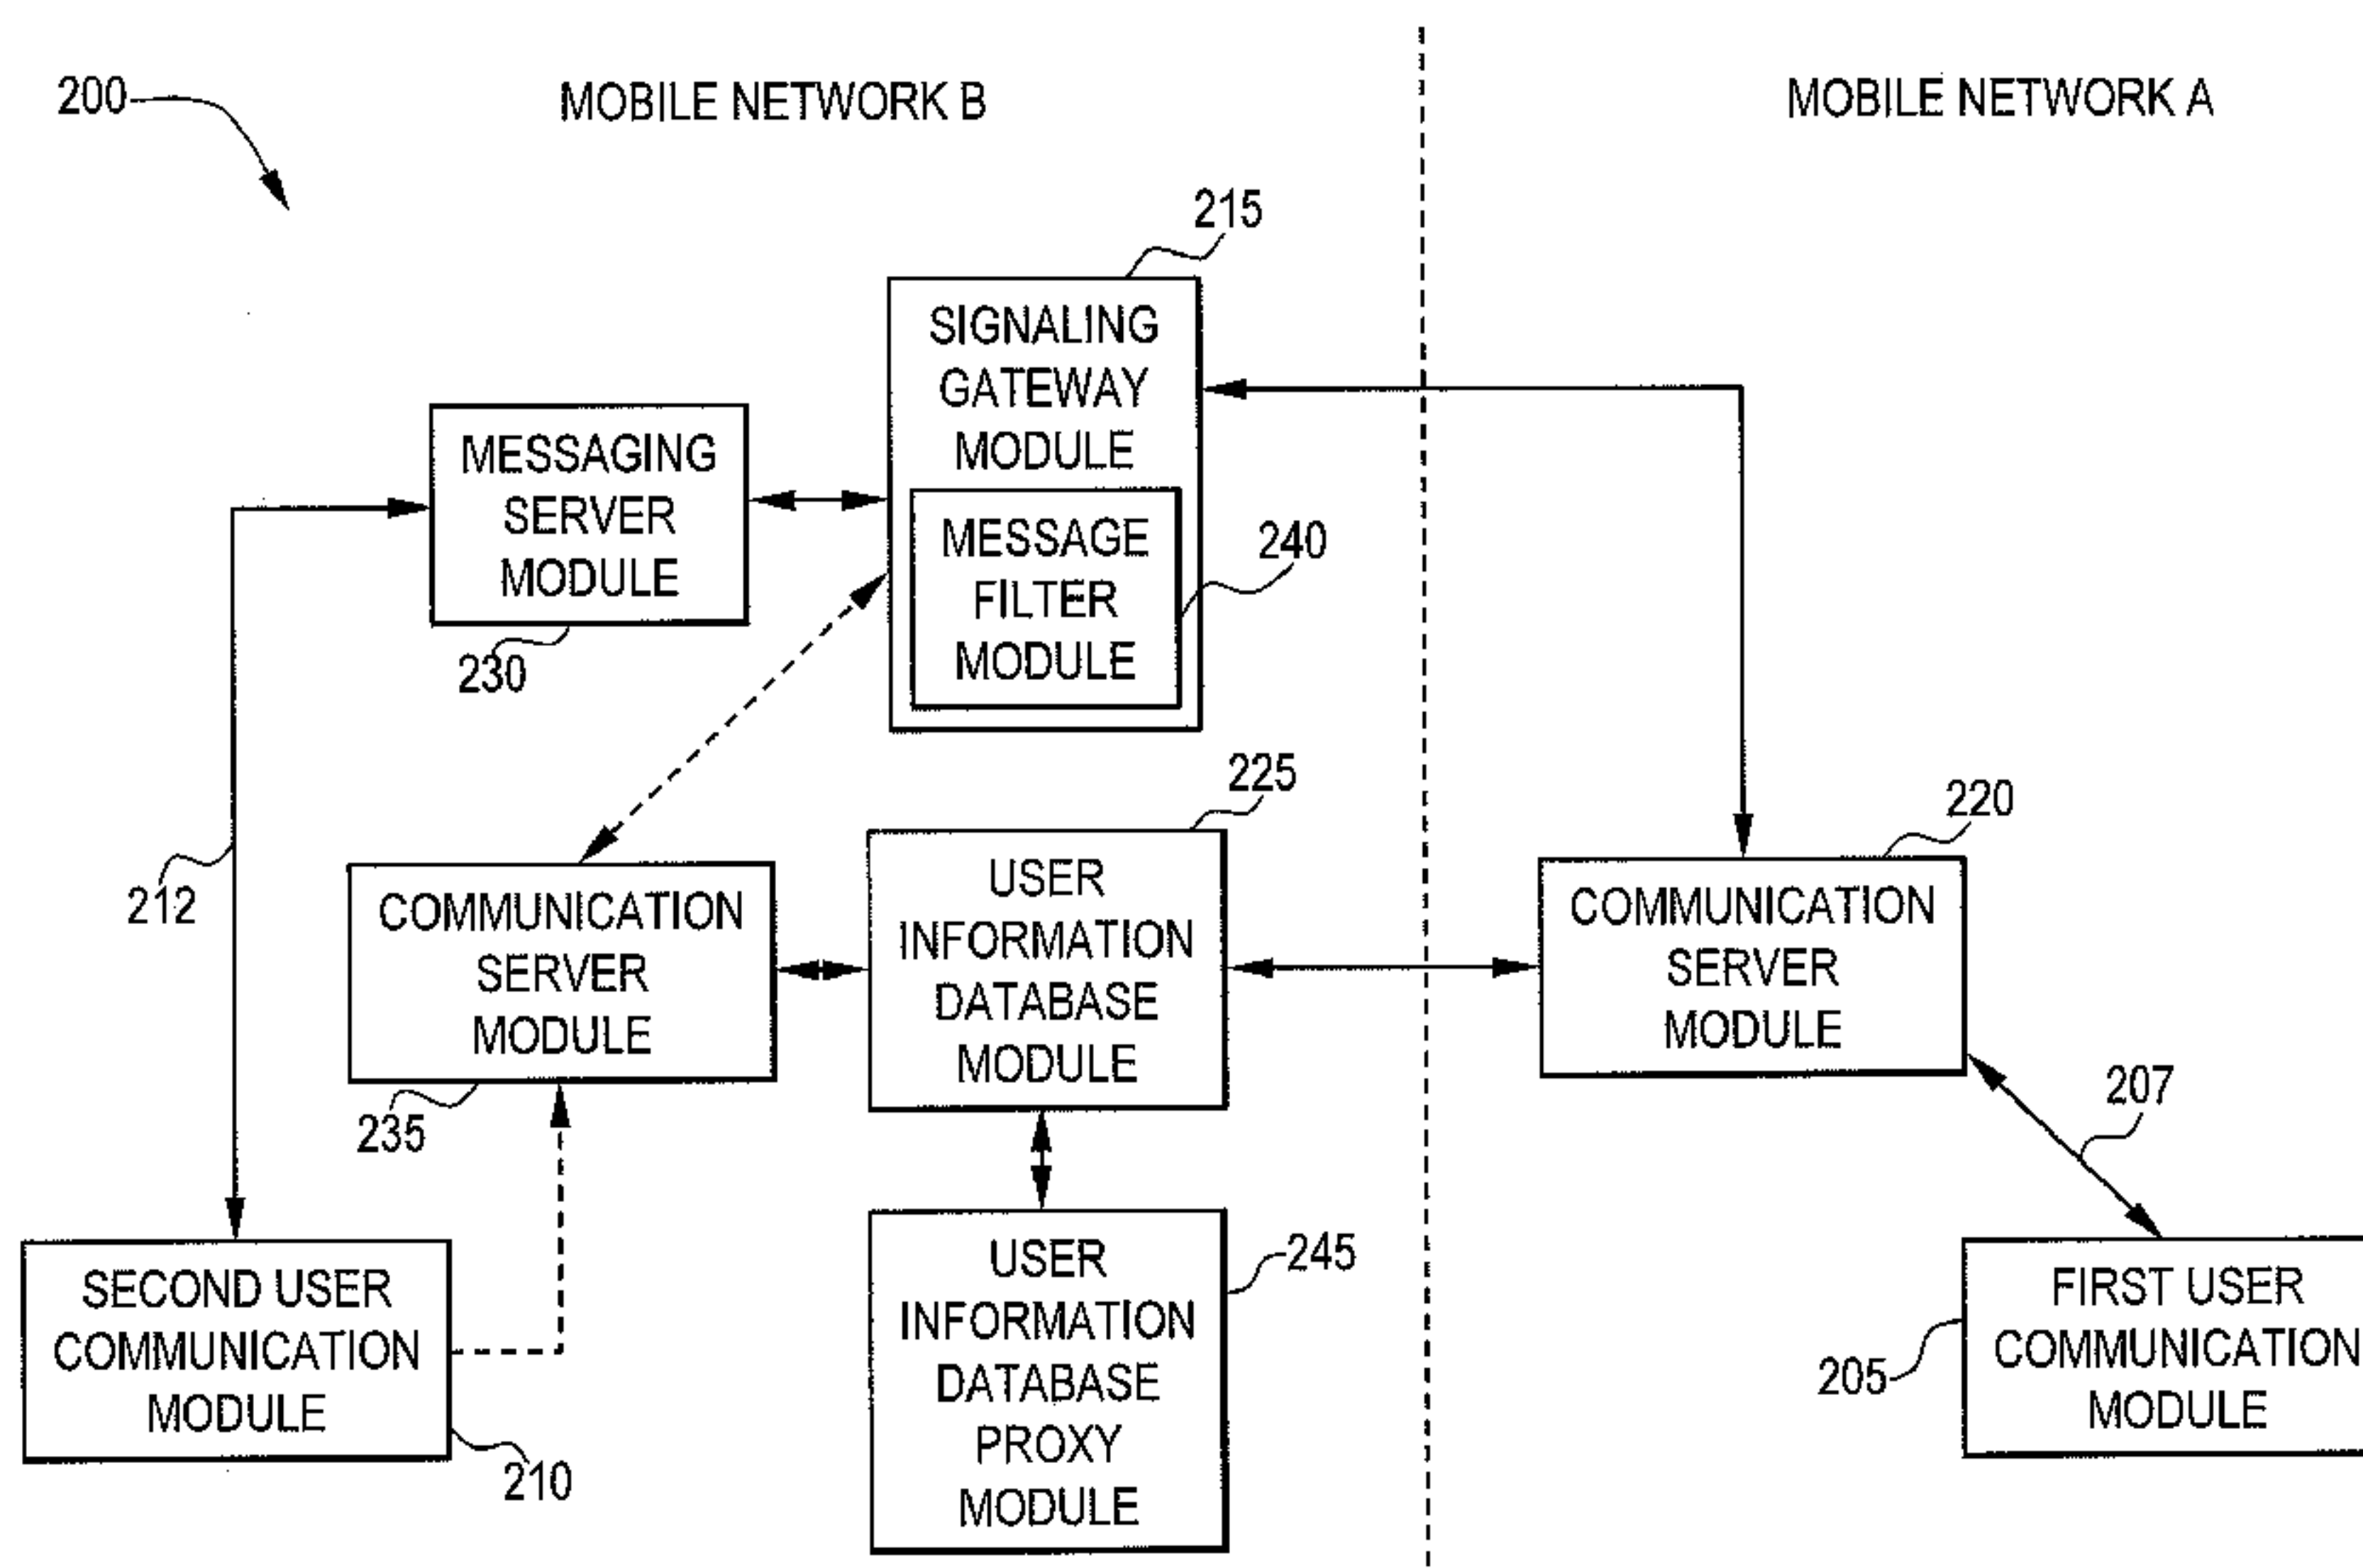 200
MOBILE NETWORK B
MOBILE NETWORK A
215
SIGNALING
GATEWAY
MODULE
MESSAGE
FILTER
MODULE
240
MESSAGING
SERVER
MODULE
230
212
225
USER
INFORMATION
DATABASE
MODULE
220
COMMUNICATION
SERVER
MODULE
COMMUNICATION
SERVER
MODULE
235
207
SECOND USER
COMMUNICATION
MODULE
210
USER
INFORMATION
DATABASE
PROXY
MODULE
245
FIRST USER
COMMUNICATION
MODULE
205